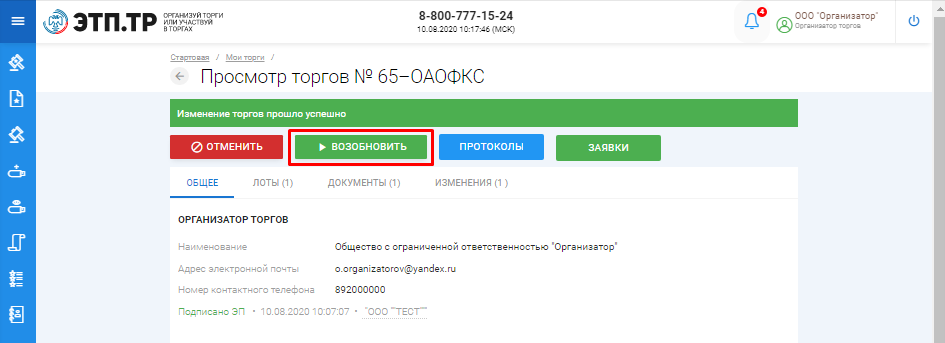 ЭТП.ТР
ОРГАНИЗУЙ ТОРГИ
ИЛИ УЧАСТВУЙ
В ТОРГАХ
8-800-777-15-24
10.08.2020 10:17:46 (МСК)
4
ООО "Организатор"
Организатор торгов
Стартовая / Мои торги /
Просмотр торгов № 65–ОАОФКС
Изменение торгов прошло успешно
ОТМЕНИТЬ
ВОЗОБНОВИТЬ
ПРОТОКОЛЫ
ЗАЯВКИ
ОБЩЕЕ
ЛОТЫ (1)
ДОКУМЕНТЫ (1)
ИЗМЕНЕНИЯ (1 )
ОРГАНИЗАТОР ТОРГОВ
Наименование Общество с ограниченной ответственностью "Организатор"
Адрес электронной почты o.organizatorov@yandex.ru
Номер контактного телефона 892000000
Подписано ЭП • 10.08.2020 10:07:07 • "ООО ""ТЕСТ"""